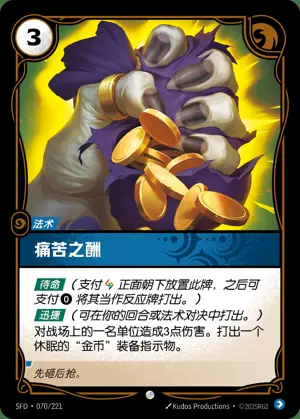 3
法术
痛苦之酬
待命 (支付 正面朝下放置此牌，之后可
支付 0 将其当作反应牌打出。)
迅捷 (可在你的回合或法术对决中打出。)
对战场上的一名单位造成3点伤害。打出一个
休眠的“金币”装备指示物。
先砸后抢。
SFD • 070/221
Kudos Productions • ©2025RGI